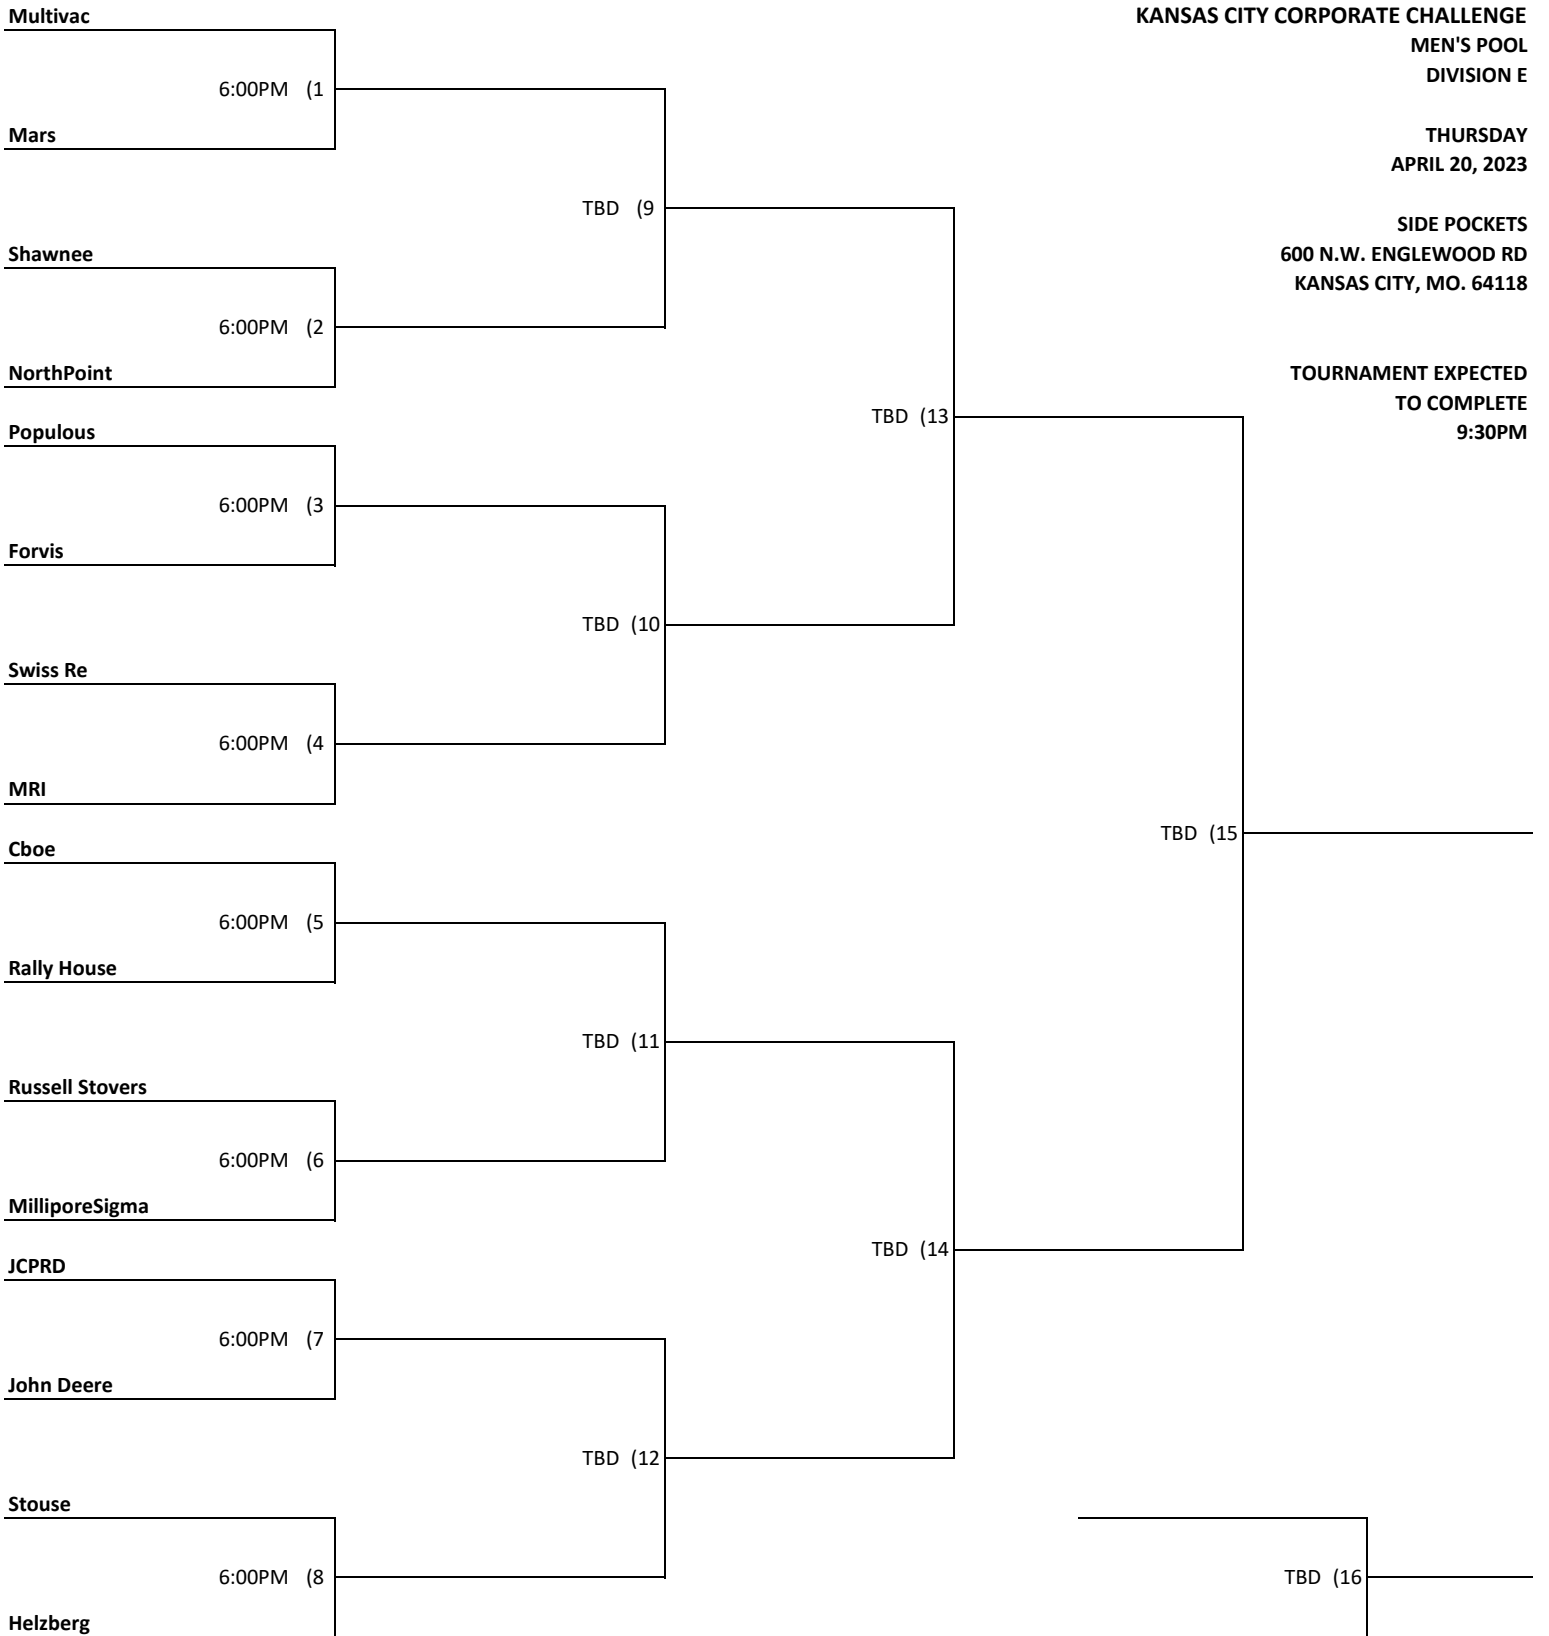 Multivac
KANSAS CITY CORPORATE CHALLENGE
MEN'S POOL
DIVISION E
6:00PM (1
Mars
THURSDAY
APRIL 20, 2023
TBD (9
SIDE POCKETS
Shawnee
600 N.W. ENGLEWOOD RD
KANSAS CITY, MO. 64118
6:00PM (2
NorthPoint
TOURNAMENT EXPECTED
TO COMPLETE
TBD (13
Populous
9:30PM
6:00PM (3
Forvis
TBD (10
Swiss Re
6:00PM (4
MRI
TBD (15
Cboe
6:00PM (5
Rally House
TBD (11
Russell Stovers
6:00PM (6
MilliporeSigma
TBD (14
JCPRD
6:00PM (7
John Deere
TBD (12
Stouse
6:00PM (8
TBD (16
Helzberg